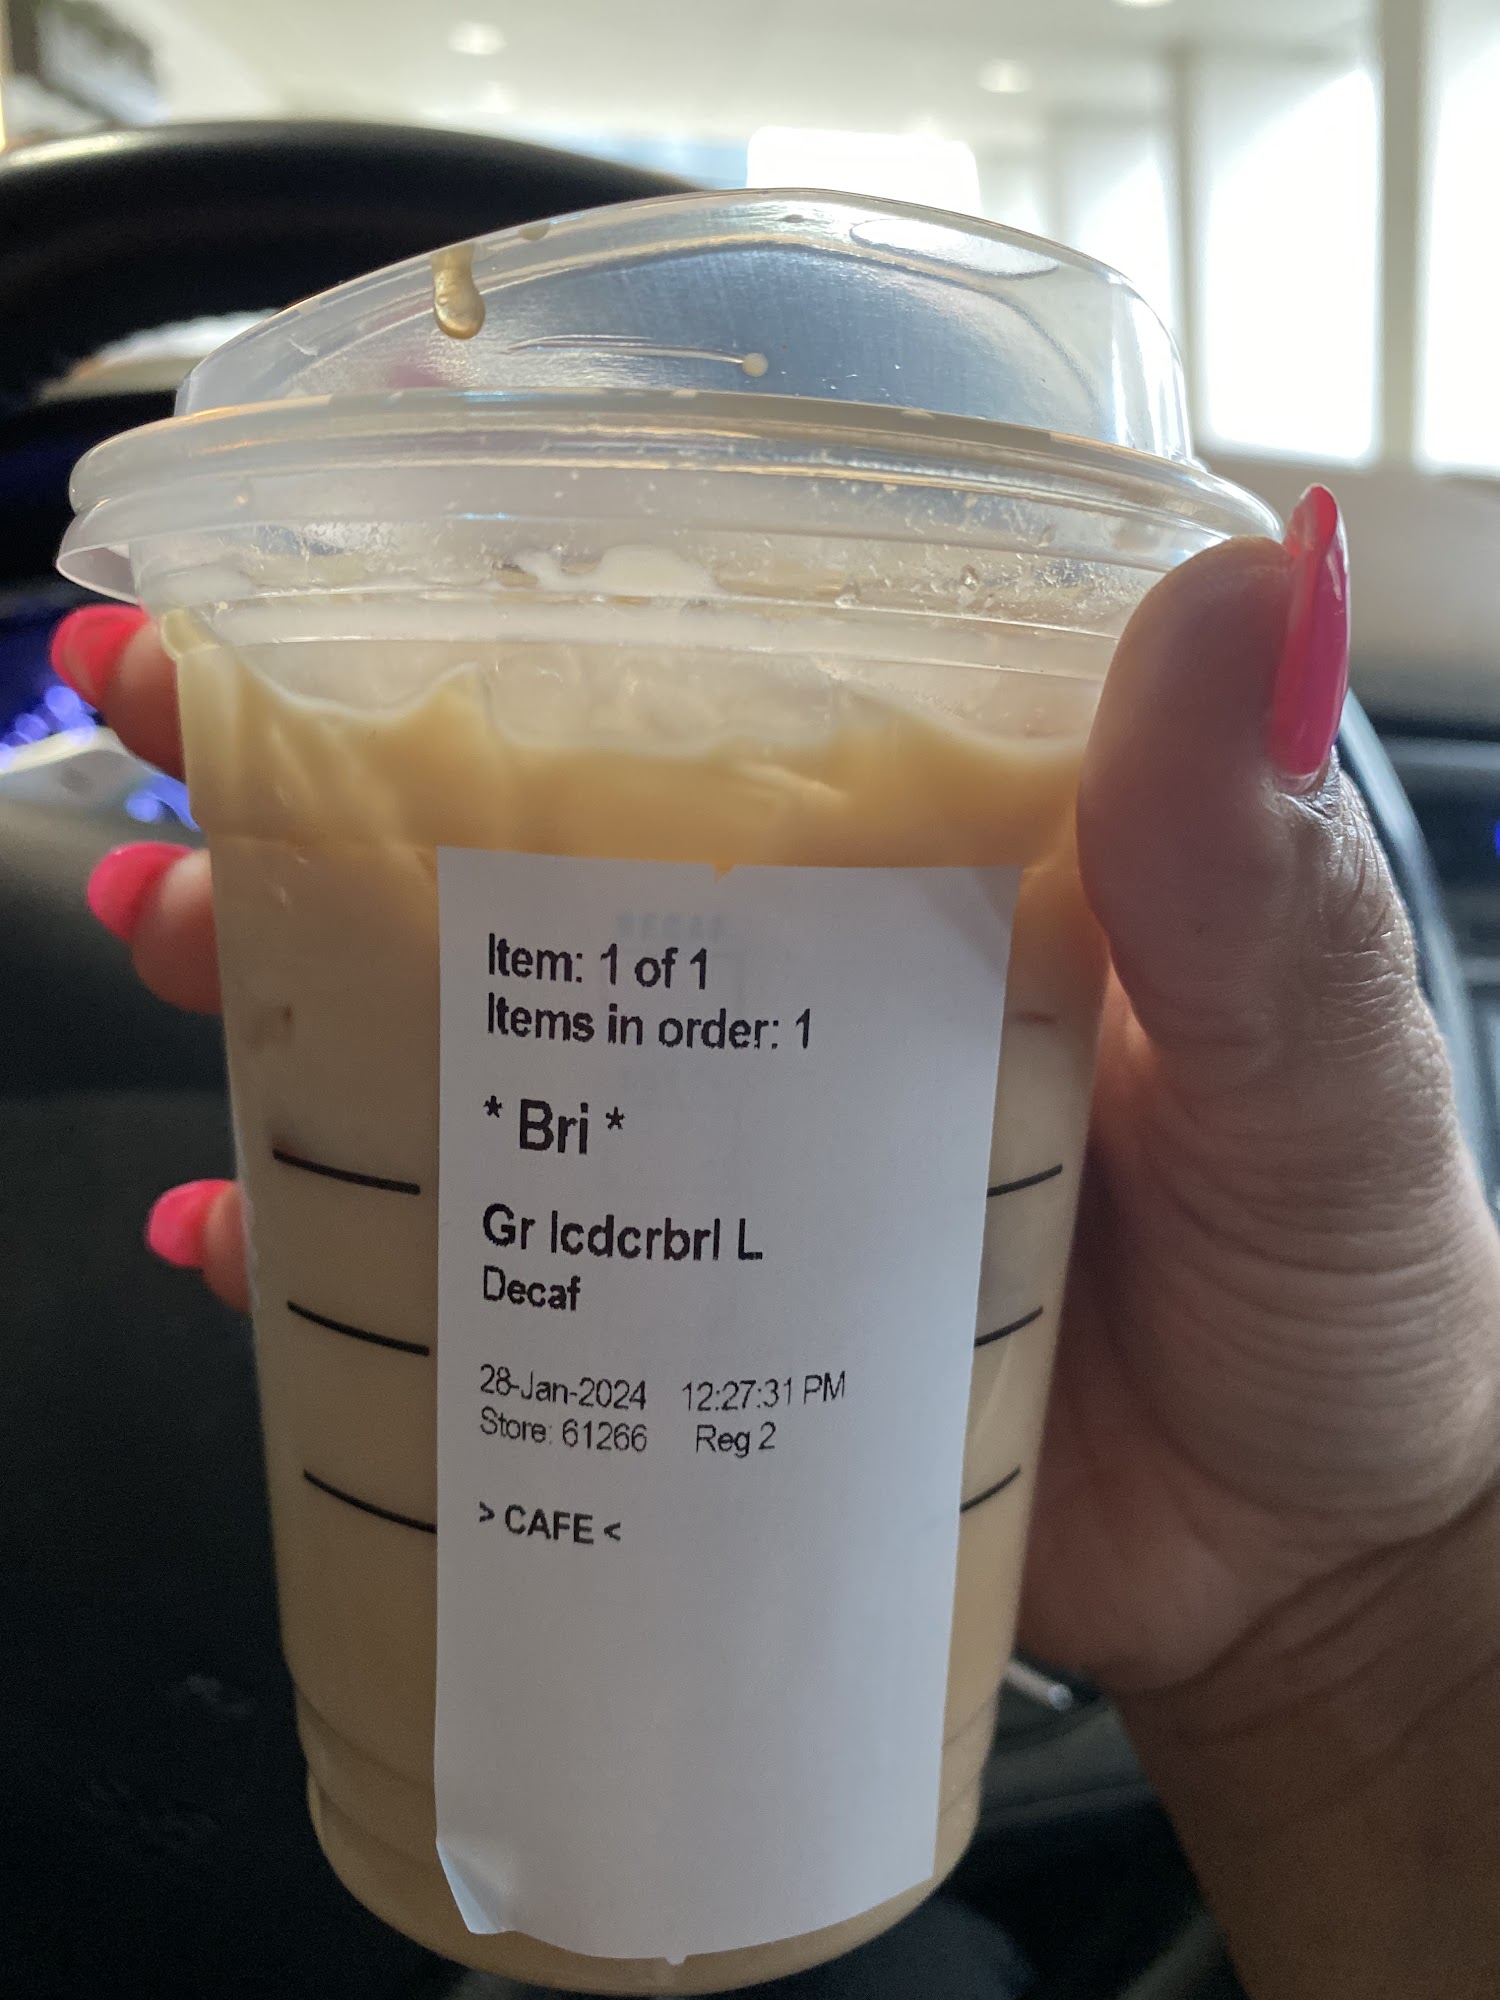 Item: 1 of 1
Items in order: 1
* Bri *
Gr Icdcrbrl L
Decaf
28-Jan-2024 12:27:31 PM
Store: 61266 Reg 2
> CAFE <